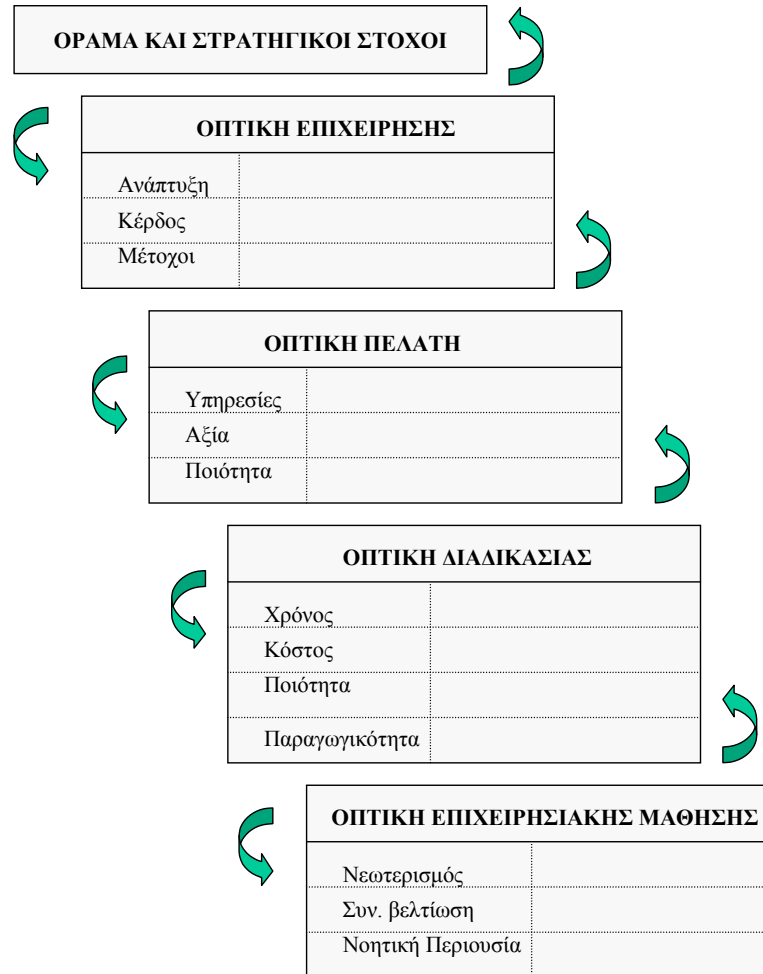 ΟΡΑΜΑ ΚΑΙ ΣΤΡΑΤΗΓΙΚΟΙ ΣΤΟΧΟΙ
ΟΠΤΙΚΗ ΕΠΙΧΕΙΡΗΣΗΣ
Ανάπτυξη
Κέρδος
Μέτοχοι
ΟΠΤΙΚΗ ΠΕΛΑΤΗ
Υπηρεσίες
Αξία
Ποιότητα
ΟΠΤΙΚΗ ΔΙΑΔΙΚΑΣΙΑΣ
Χρόνος
Κόστος
Ποιότητα
Παραγωγικότητα
ΟΠΤΙΚΗ ΕΠΙΧΕΙΡΗΣΙΑΚΗΣ ΜΑΘΗΣΗΣ
Νεωτερισμός
Συν. βελτίωση
Νοητική Περιουσία